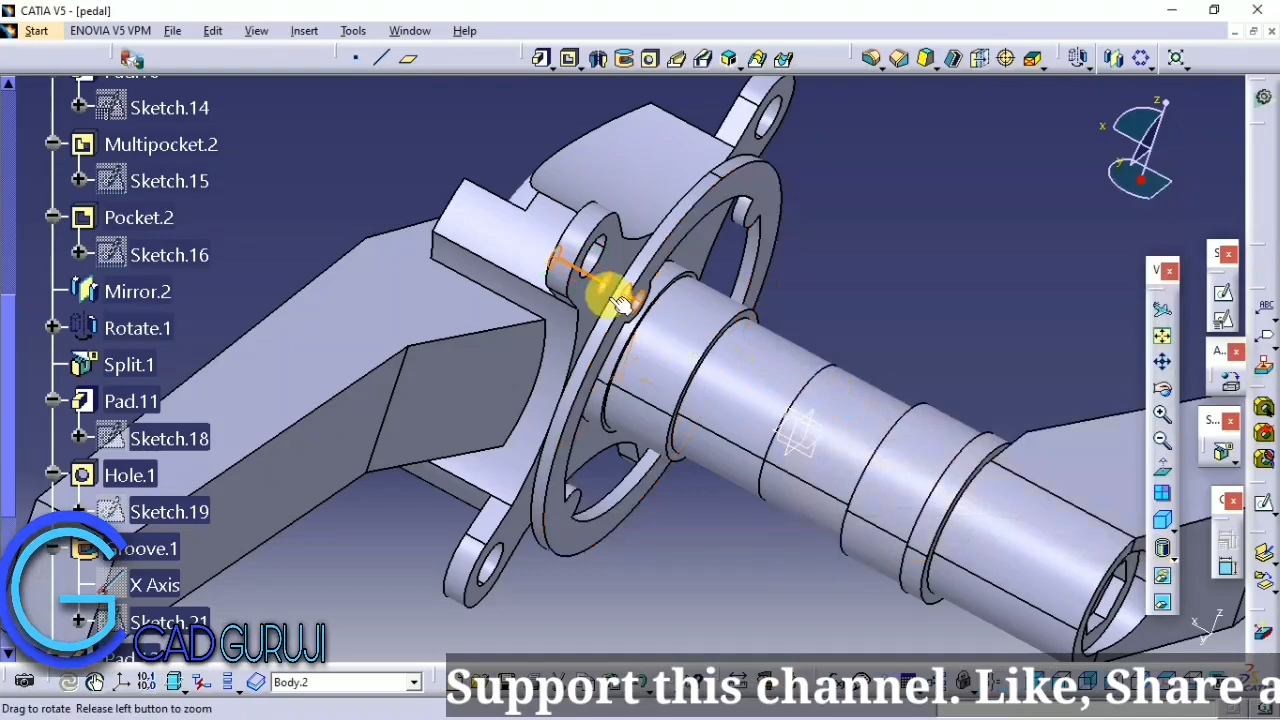 CATIA V5 - [pedal]
Start ENOVIA V5 VPM File Edit View Insert Tools Window Help
Sketch.14
Multipocket.2
Sketch.15
Pocket.2
Sketch.16
Mirror.2
Rotate.1
Split.1
Pad.11
Sketch.18
Hole.1
Sketch.19
Groove.1
X Axis
Sketch.21
z
x
y
V...
S...
A...
S...
CAD GURUJI
Body.2
Support this channel. Like, Share a
Drag to rotate Release left button to zoom